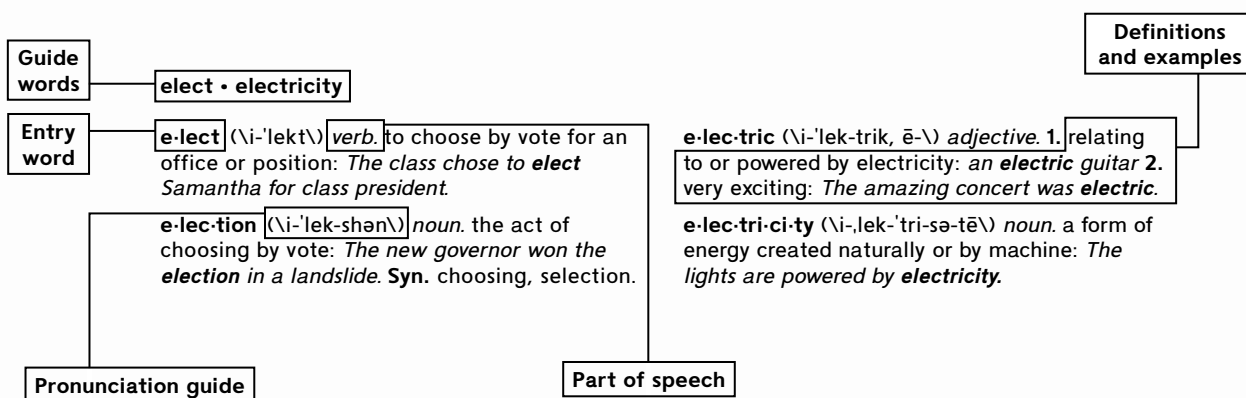 Definitions
and examples
Guide
words
elect • electricity
Entry
word
e·lect (\i-ˈlekt\) verb. to choose by vote for an
office or position: The class chose to elect
Samantha for class president.
e·lec·tion (\i-ˈlek-shən\) noun. the act of
choosing by vote: The new governor won the
election in a landslide. Syn. choosing, selection.
e·lec·tric (\i-ˈlek-trik, ē-\) adjective. 1. relating
to or powered by electricity: an electric guitar 2.
very exciting: The amazing concert was electric.
e·lec·tri·ci·ty (\i-ˌlek-ˈtri-sə-tē\) noun. a form of
energy created naturally or by machine: The
lights are powered by electricity.
Pronunciation guide
Part of speech